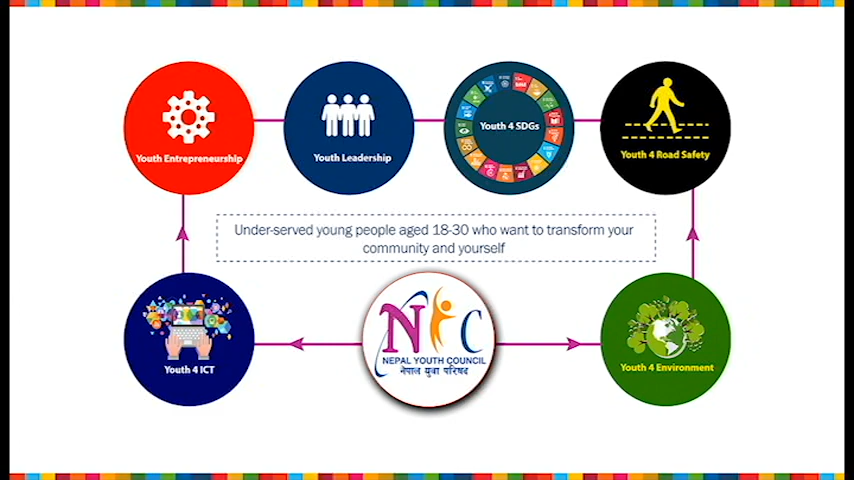 Youth Entrepreneurship
Youth Leadership
Youth 4 SDGs
Youth 4 Road Safety
Under-served young people aged 18-30 who want to transform your
community and yourself
Youth 4 ICT
NYC
NEPAL YOUTH COUNCIL
नेपाल युवा परिषद
Youth 4 Environment